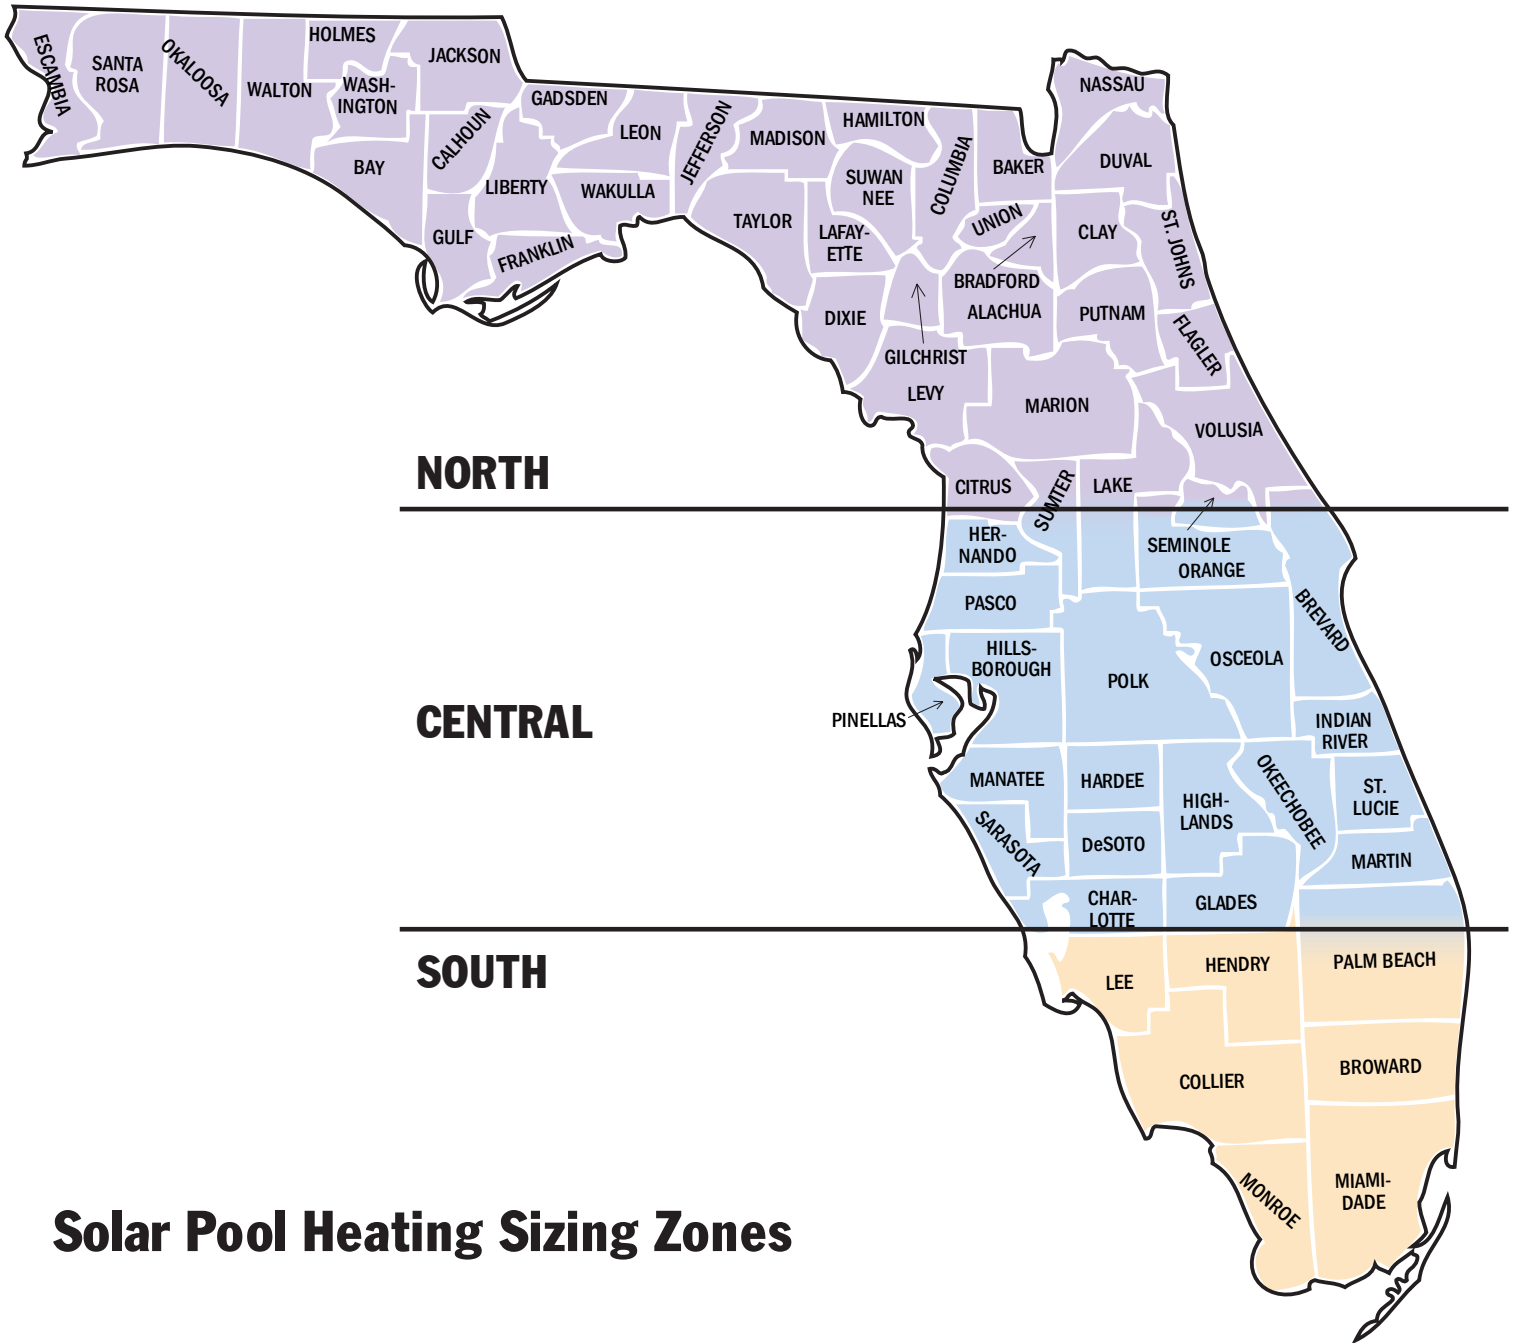 ESCAMBIA
SANTA
ROSA
OKALOOSA
WALTON
HOLMES
WASH-
INGTON
JACKSON
BAY
CALHOUN
GULF
GADSDEN
LIBERTY
FRANKLIN
LEON
WAKULLA
JEFFERSON
MADISON
TAYLOR
HAMILTON
SUWAN
NEE
LAFAY-
ETTE
DIXIE
COLUMBIA
BAKER
NASSAU
DUVAL
UNION
BRADFORD
CLAY
ST. JOHNS
ALACHUA
PUTNAM
FLAGLER
GILCHRIST
LEVY
MARION
VOLUSIA
NORTH
CITRUS
SUMTER
LAKE
HER-
NANDO
SEMINOLE
ORANGE
PASCO
BREVARD
HILLS-
BOROUGH
POLK
OSCEOLA
CENTRAL
PINELLAS
INDIAN
RIVER
MANATEE
HARDEE
HIGH-
LANDS
OKEECHOBEE
ST.
LUCIE
SARASOTA
DeSOTO
MARTIN
CHAR-
LOTTE
GLADES
SOUTH
LEE
HENDRY
PALM BEACH
COLLIER
BROWARD
MONROE
MIAMI-
DADE
Solar Pool Heating Sizing Zones